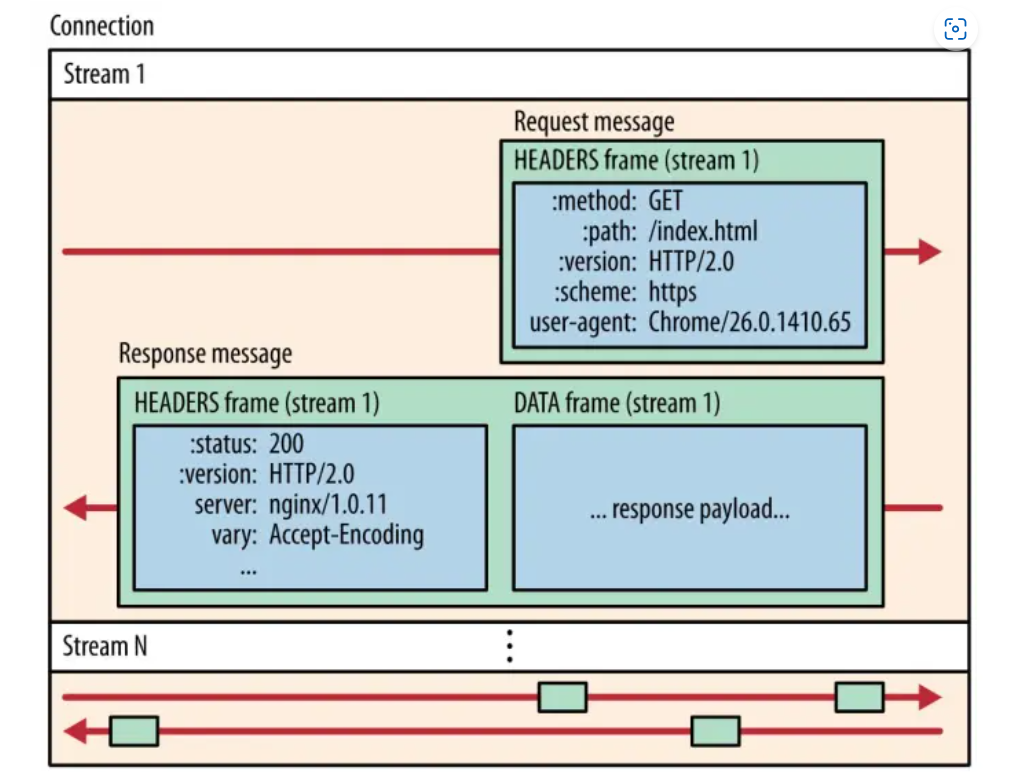 Connection
Stream 1
Request message
HEADERS frame (stream 1)
:method: GET
:path: /index.html
:version: HTTP/2.0
:scheme: https
user-agent: Chrome/26.0.1410.65
Response message
HEADERS frame (stream 1)
:status: 200
:version: HTTP/2.0
server: nginx/1.0.11
vary: Accept-Encoding
...
DATA frame (stream 1)
... response payload...
Stream N